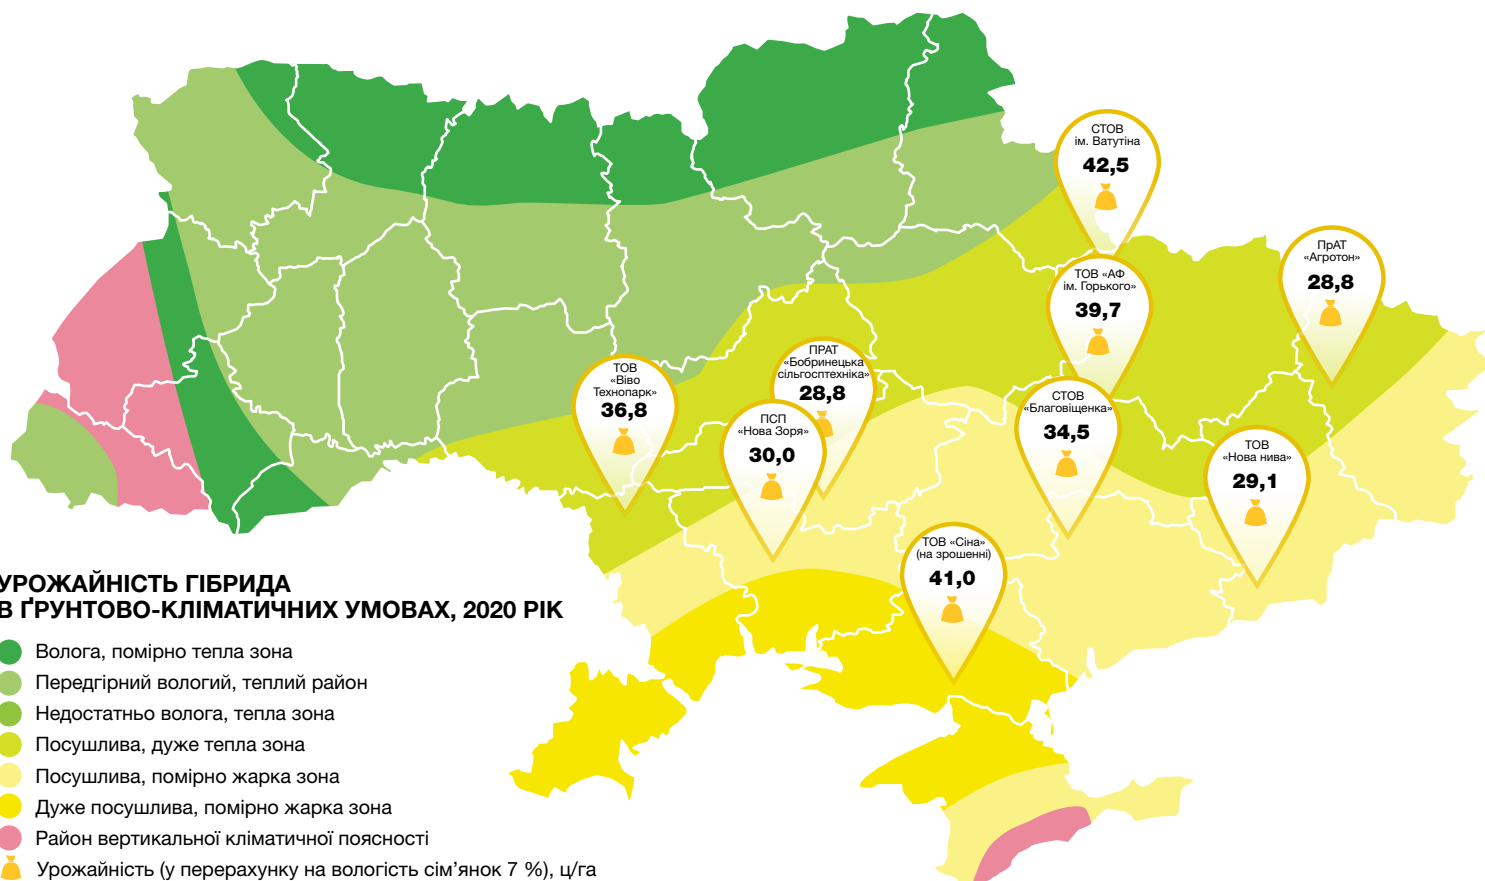 СТОВ
ім. Ватутіна
42,5
ПрАТ
«Агротон»
28,8
ТОВ «АФ
ім. Горького»
39,7
ПРАТ
«Бобринецька
сільгосптехніка»
28,8
ТОВ
«Віво
Технопарк»
36,8
СТОВ
«Благовіщенка»
34,5
ПСП
«Нова Зоря»
30,0
ТОВ
«Нова нива»
29,1
ТОВ «Сіна»
(на зрошенні)
41,0
УРОЖАЙНІСТЬ ГІБРИДА
В ҐРУНТОВО-КЛІМАТИЧНИХ УМОВАХ, 2020 РІК
Волога, помірно тепла зона
Передгірний вологий, теплий район
Недостатньо волога, тепла зона
Посушлива, дуже тепла зона
Посушлива, помірно жарка зона
Дуже посушлива, помірно жарка зона
Район вертикальної кліматичної поясності
Урожайність (у перерахунку на вологість сім’янок 7 %), ц/га